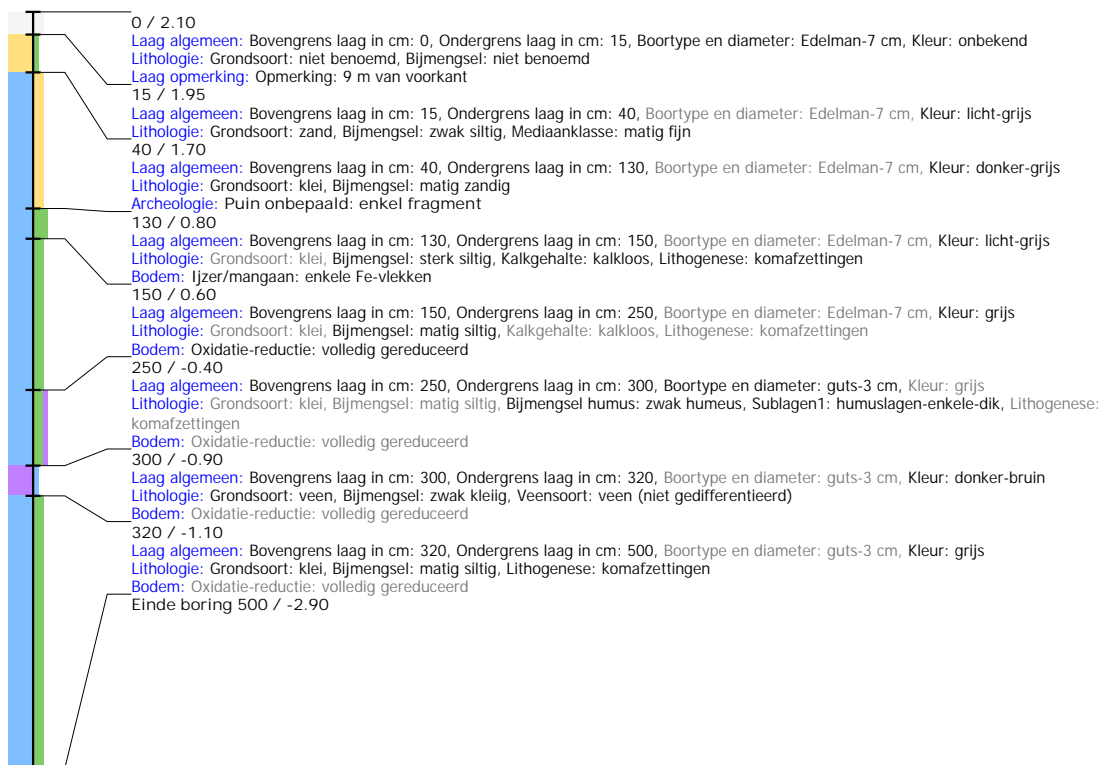 0 / 2.10
Laag algemeen: Bovengrens laag in cm: 0, Ondergrens laag in cm: 15, Boortype en diameter: Edelman-7 cm, Kleur: onbekend
Lithologie: Grondsoort: niet benoemd, Bijmengsel: niet benoemd
Laag opmerking: Opmerking: 9 m van voorkant
15 / 1.95
Laag algemeen: Bovengrens laag in cm: 15, Ondergrens laag in cm: 40, Boortype en diameter: Edelman-7 cm, Kleur: licht-grijs
Lithologie: Grondsoort: zand, Bijmengsel: zwak siltig, Mediaanklasse: matig fijn
40 / 1.70
Laag algemeen: Bovengrens laag in cm: 40, Ondergrens laag in cm: 130, Boortype en diameter: Edelman-7 cm, Kleur: donker-grijs
Lithologie: Grondsoort: klei, Bijmengsel: matig zandig
Archeologie: Puin onbepaald: enkel fragment
130 / 0.80
Laag algemeen: Bovengrens laag in cm: 130, Ondergrens laag in cm: 150, Boortype en diameter: Edelman-7 cm, Kleur: licht-grijs
Lithologie: Grondsoort: klei, Bijmengsel: sterk siltig, Kalkgehalte: kalkloos, Lithogenese: komafzettingen
Bodem: Ijzer/mangaan: enkele Fe-vlekken
150 / 0.60
Laag algemeen: Bovengrens laag in cm: 150, Ondergrens laag in cm: 250, Boortype en diameter: Edelman-7 cm, Kleur: grijs
Lithologie: Grondsoort: klei, Bijmengsel: matig siltig, Kalkgehalte: kalkloos, Lithogenese: komafzettingen
Bodem: Oxidatie-reductie: volledig gereduceerd
250 / -0.40
Laag algemeen: Bovengrens laag in cm: 250, Ondergrens laag in cm: 300, Boortype en diameter: guts-3 cm, Kleur: grijs
Lithologie: Grondsoort: klei, Bijmengsel: matig siltig, Bijmengsel humus: zwak humeus, Sublagen1: humuslagen-enkele-dik, Lithogenese:
komafzettingen
Bodem: Oxidatie-reductie: volledig gereduceerd
300 / -0.90
Laag algemeen: Bovengrens laag in cm: 300, Ondergrens laag in cm: 320, Boortype en diameter: guts-3 cm, Kleur: donker-bruin
Lithologie: Grondsoort: veen, Bijmengsel: zwak kleiig, Veensoort: veen (niet gedifferentieerd)
Bodem: Oxidatie-reductie: volledig gereduceerd
320 / -1.10
Laag algemeen: Bovengrens laag in cm: 320, Ondergrens laag in cm: 500, Boortype en diameter: guts-3 cm, Kleur: grijs
Lithologie: Grondsoort: klei, Bijmengsel: matig siltig, Lithogenese: komafzettingen
Bodem: Oxidatie-reductie: volledig gereduceerd
Einde boring 500 / -2.90